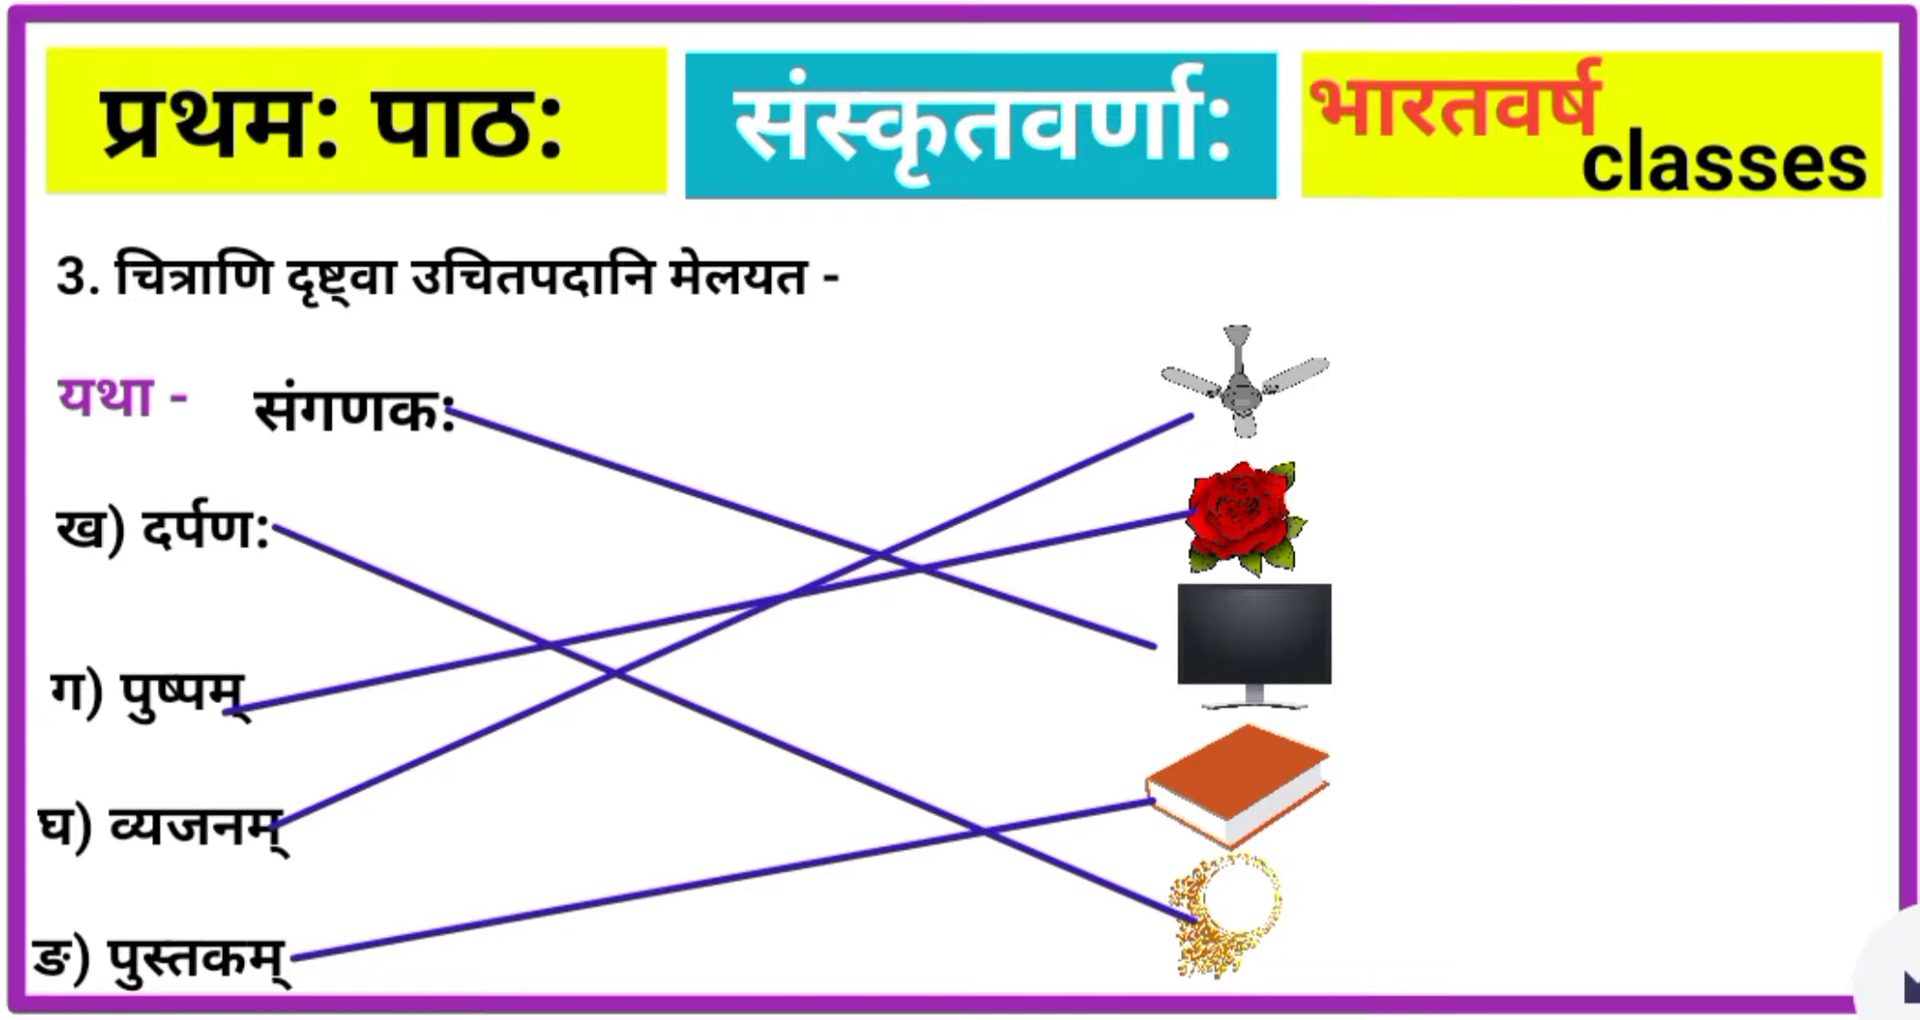 प्रथम: पाठ:
संस्कृतवर्णा:
भारतवर्ष
classes
3. चित्राणि दृष्ट्वा उचितपदानि मेलयत -
यथा - संगणक:
ख) दर्पण:
ग) पुष्पम्
घ) व्यजनम्
ङ) पुस्तकम्